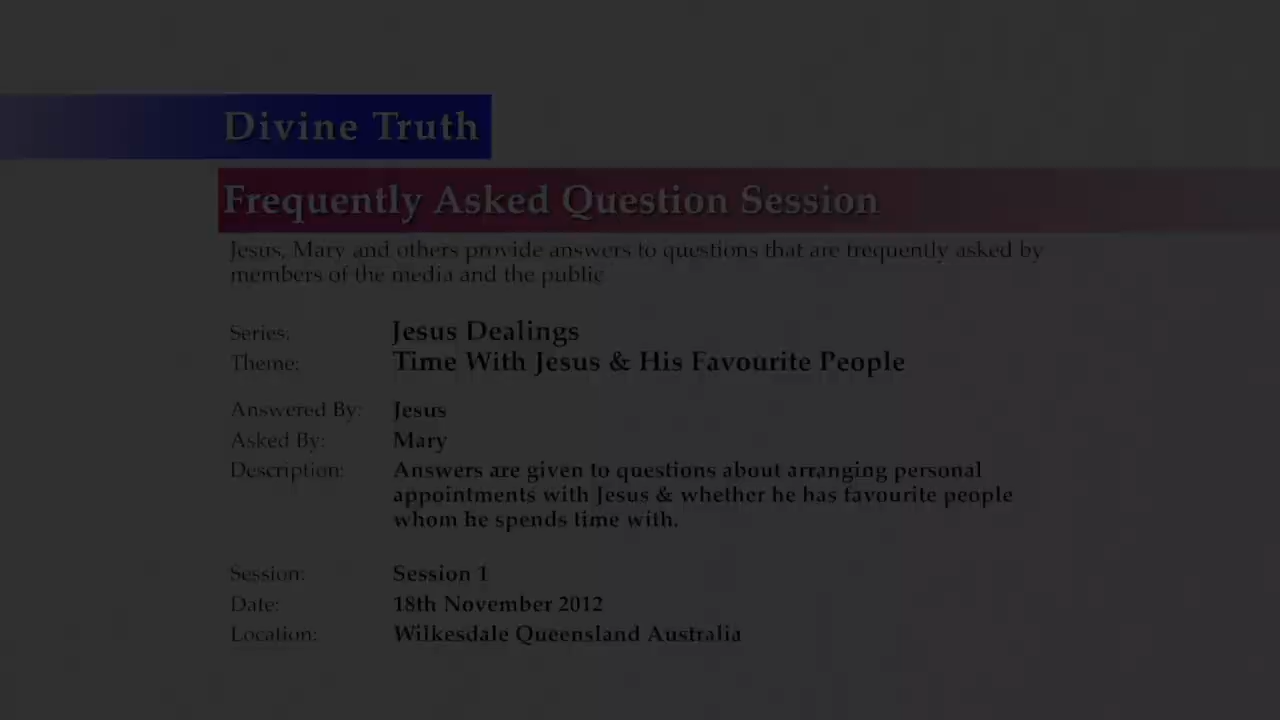 Divine Truth
Frequently Asked Question Session
Jesus, Mary and others provide answers to questions that are frequently asked by
members of the media and the public
Series: Jesus Dealings
Theme: Time With Jesus & His Favourite People
Answered By: Jesus
Asked By: Mary
Description: Answers are given to questions about arranging personal
appointments with Jesus & whether he has favourite people
whom he spends time with.
Session: Session 1
Date: 18th November 2012
Location: Wilkesdale Queensland Australia